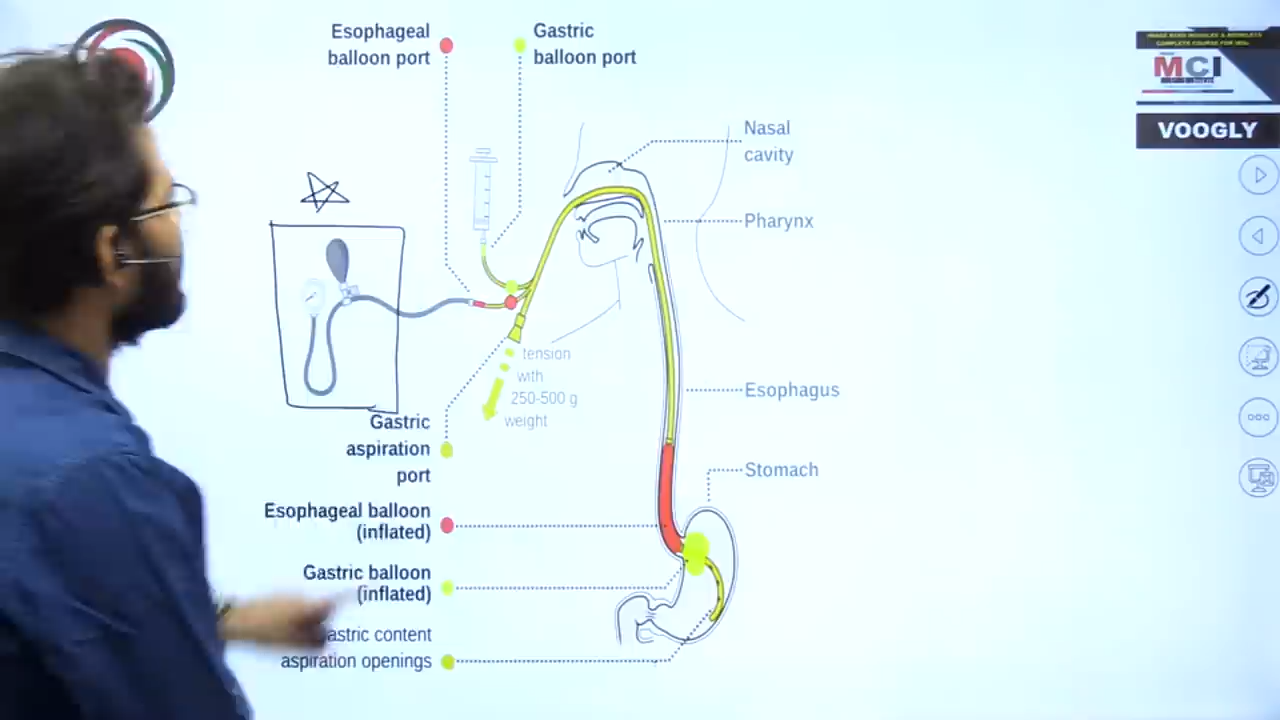 Esophageal
balloon port
Gastric
balloon port
Nasal
cavity
Pharynx
tension
with
250-500 g
weight
Esophagus
Gastric
aspiration
port
Stomach
Esophageal balloon
(inflated)
Gastric balloon
(inflated)
astric content
aspiration openings
MCI
VOOGLY